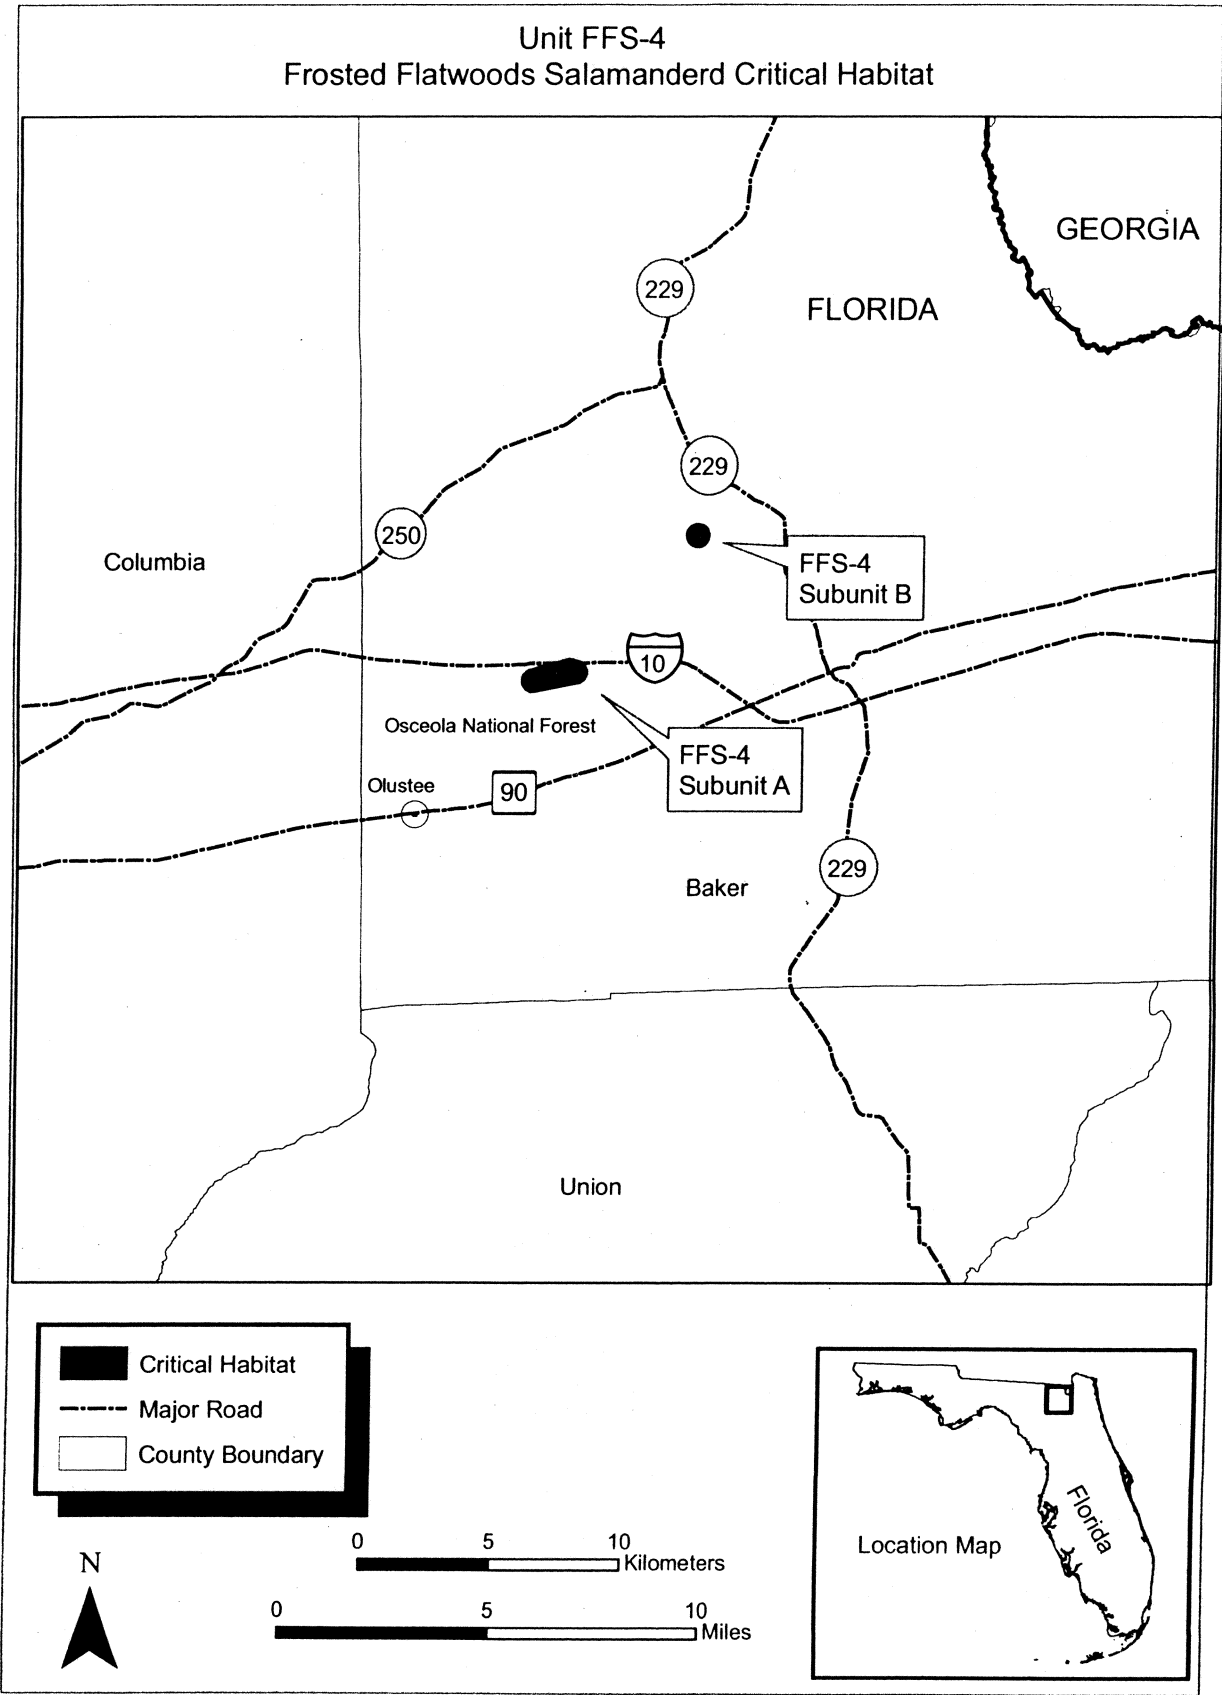 Unit FFS-4
Frosted Flatwoods Salamanderd Critical Habitat
GEORGIA
229
FLORIDA
229
250
Columbia
FFS-4
Subunit B
10
Osceola National Forest
FFS-4
Subunit A
Olustee
90
229
Baker
Union
Critical Habitat
Major Road
County Boundary
Florida
Location Map
0 5 10
Kilometers
N
0 5 10
Miles